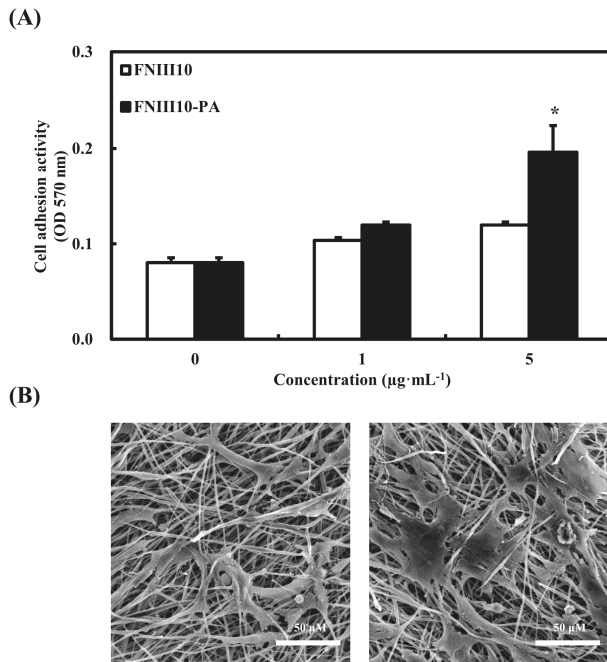 (A)
0.3
FNIII10
FNIII10-PA
*
0.2
Cell adhesion activity
(OD 570 nm)
0.1
0.0
0 1 5
Concentration (µg·mL⁻¹)
(B)
50 µM 50 µM